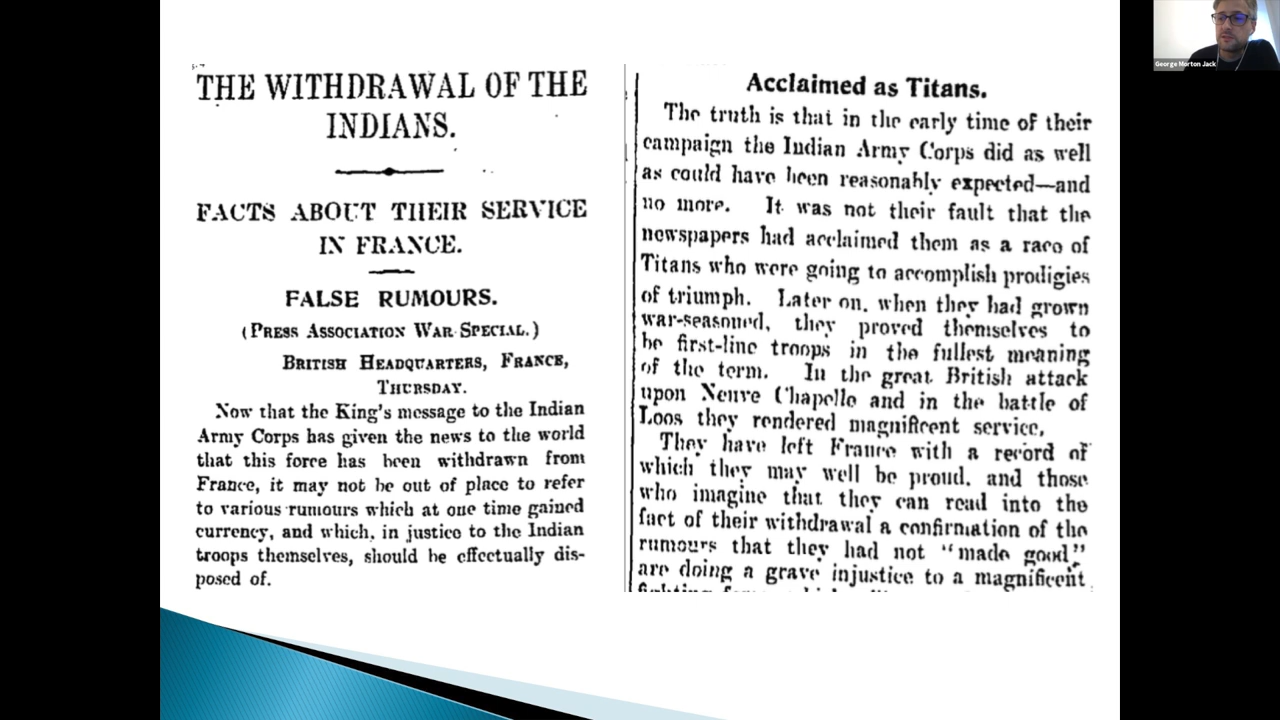 THE WITHDRAWAL OF THE
INDIANS.
FACTS ABOUT THEIR SERVICE
IN FRANCE.
FALSE RUMOURS.
(PRESS ASSOCIATION WAR SPECIAL.)
BRITISH HEADQUARTERS, FRANCE,
THURSDAY.
Now that the King's message to the Indian
Army Corps has given the news to the world
that this force has been withdrawn from
France, it may not be out of place to refer
to various rumours which at one time gained
currency, and which, in justice to the Indian
troops themselves, should be effectually dis-
posed of.
Acclaimed as Titans.
The truth is that in the early time of their
campaign the Indian Army Corps did as well
as could have been reasonably expected—and
no more. It was not their fault that the
newspapers had acclaimed them as a race of
Titans who were going to accomplish prodigies
of triumph. Later on, when they had grown
war-seasoned, they proved themselves to
be first-line troops in the fullest meaning
of the term. In the great British attack
upon Neuve Chapelle and in the battle of
Loos they rendered magnificent service.
They have left France with a record of
which they may well be proud, and those
who imagine that they can read into the
fact of their withdrawal a confirmation of the
rumours that they had not "made good"
are doing a grave injustice to a magnificent
George Morton Jack